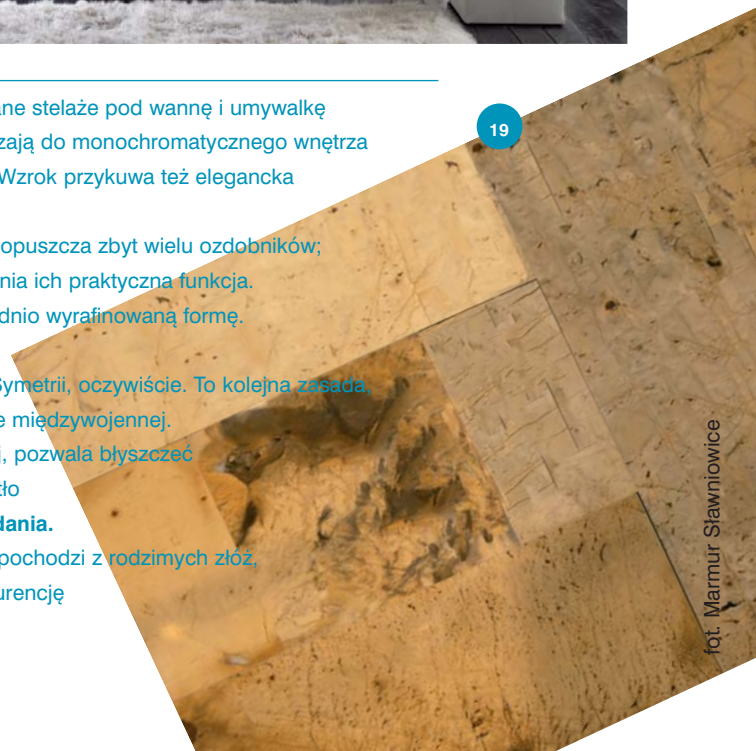 ane stelaże pod wannę i umywalkę
zają do monochromatycznego wnętrza
Wzrok przykuwa też elegancka
opuszcza zbyt wielu ozdobników;
nia ich praktyczna funkcja.
dnio wyrafinowaną formę.
Symetrii, oczywiście. To kolejna zasada,
e międzywojennej.
j, pozwala błyszczeć
tło
dania.
pochodzi z rodzimych złóż,
urencję
19
fot. Marmur Sławniowice